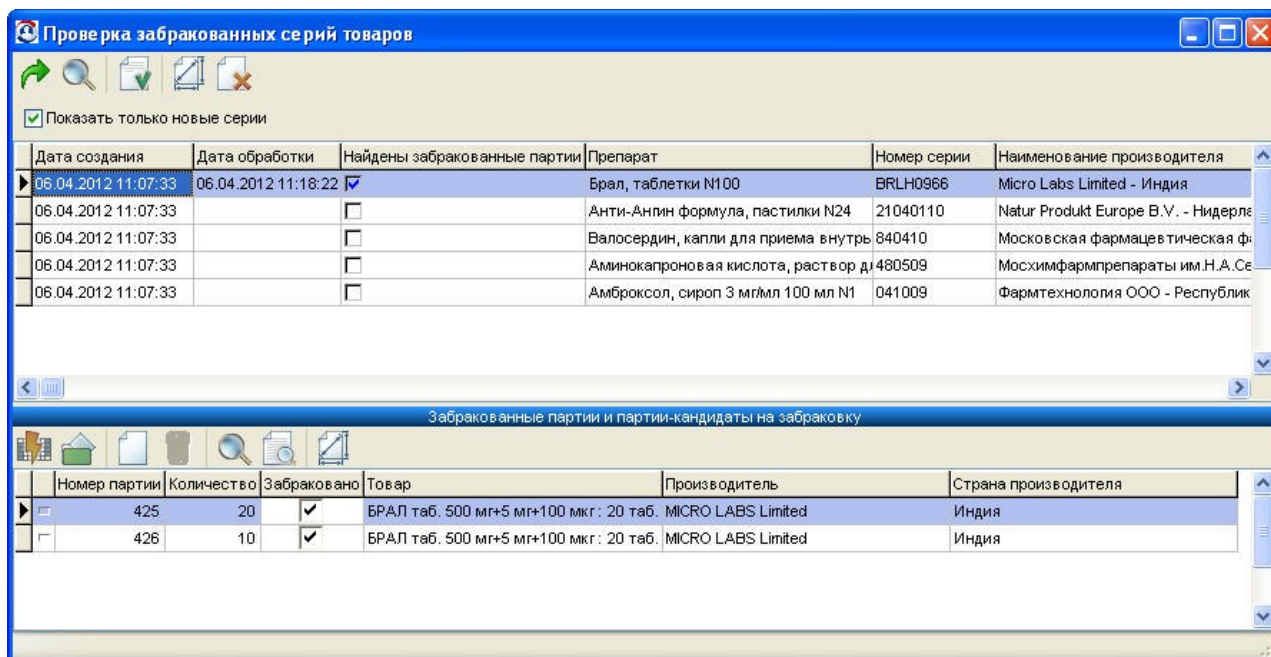 Проверка забракованных серий товаров
Показать только новые серии
Дата создания Дата обработки Найдены забракованные партии Препарат Номер серии Наименование производителя
06.04.2012 11:07:33 06.04.2012 11:18:22 Брал, таблетки N100 BRLH0966 Micro Labs Limited - Индия
06.04.2012 11:07:33 Анти-Ангин формула, пастилки N24 21040110 Natur Produkt Europe B.V. - Нидерла
06.04.2012 11:07:33 Валосердин, капли для приема внутрь 840410 Московская фармацевтическая ф
06.04.2012 11:07:33 Аминокапроновая кислота, раствор д 480509 Мосхимфармпрепараты им.Н.А.Се
06.04.2012 11:07:33 Амброксол, сироп 3 мг/мл 100 мл N1 041009 Фармтехнология ООО - Республик
Забракованные партии и партии-кандидаты на забраковку
Номер партии Количество Забраковано Товар Производитель Страна производителя
425 20 БРАЛ таб. 500 мг+5 мг+100 мкг : 20 таб. MICRO LABS Limited Индия
426 10 БРАЛ таб. 500 мг+5 мг+100 мкг : 20 таб. MICRO LABS Limited Индия